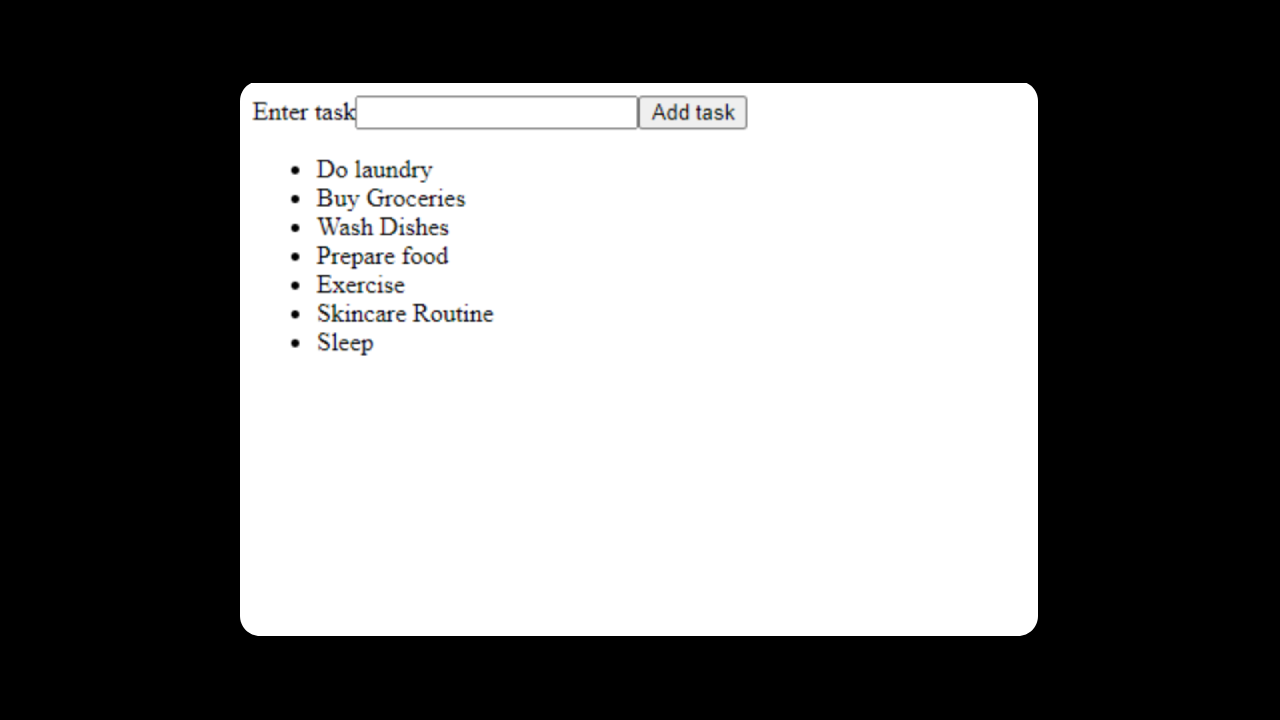 Enter task Add task
Do laundry
Buy Groceries
Wash Dishes
Prepare food
Exercise
Skincare Routine
Sleep